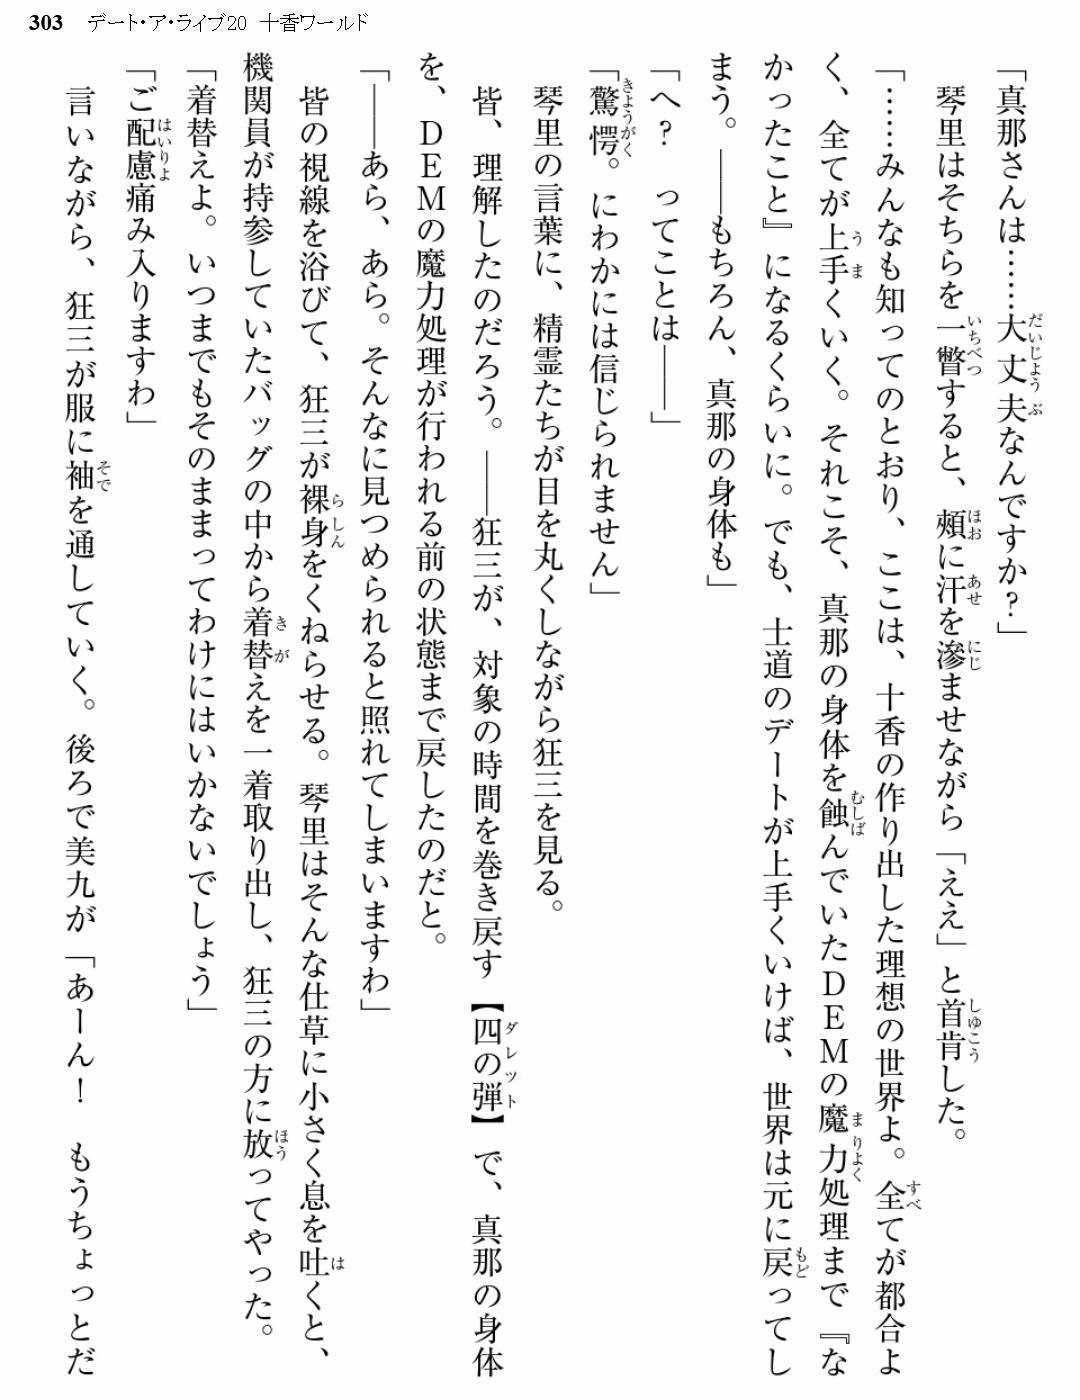 303 デート・ア・ライブ20 十香ワールド
「真那さんは……大丈夫なんですか？」
琴里はそちらを一瞥すると、頰に汗を滲ませながら「ええ」と首肯した。
「……みんなも知ってのとおり、ここは、十香の作り出した理想の世界よ。全てが都合よ
く、全てが上手くいく。それこそ、真那の身体を蝕んでいたＤＥＭの魔力処理まで『な
かったこと』になるくらいに。でも、士道のデートが上手くいけば、世界は元に戻ってし
まう。――もちろん、真那の身体も」
「へ？　ってことは――」
「驚愕。にわかには信じられません」
琴里の言葉に、精霊たちが目を丸くしながら狂三を見る。
皆、理解したのだろう。――狂三が、対象の時間を巻き戻す【四の弾】で、真那の身体
を、ＤＥＭの魔力処理が行われる前の状態まで戻したのだと。
「――あら、あら。そんなに見つめられると照れてしまいますわ」
皆の視線を浴びて、狂三が裸身をくねらせる。琴里はそんな仕草に小さく息を吐くと、
機関員が持参していたバッグの中から着替えを一着取り出し、狂三の方に放ってやった。
「着替えよ。いつまでもそのままってわけにはいかないでしょう」
「ご配慮痛み入りますわ」
言いながら、狂三が服に袖を通していく。後ろで美九が「あーん！　もうちょっとだ